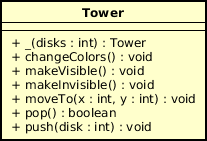 Tower
+ _(disks : int) : Tower
+ changeColors() : void
+ makeVisible() : void
+ makeInvisible() : void
+ moveTo(x : int, y : int) : void
+ pop() : boolean
+ push(disk : int) : void